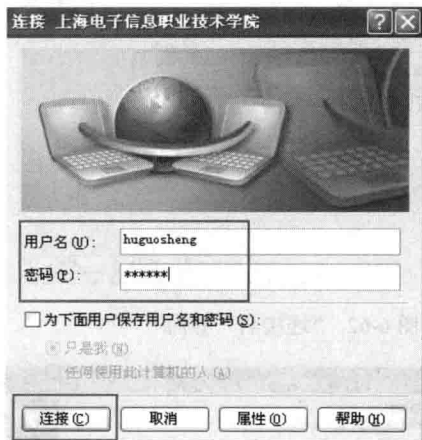 连接 上海电子信息职业技术学院
用户名(U): huguosheng
密码(P): ******
为下面用户保存用户名和密码(S):
只是我(N)
任何使用此计算机的人(A)
连接(C) 取消 属性(O) 帮助(H)